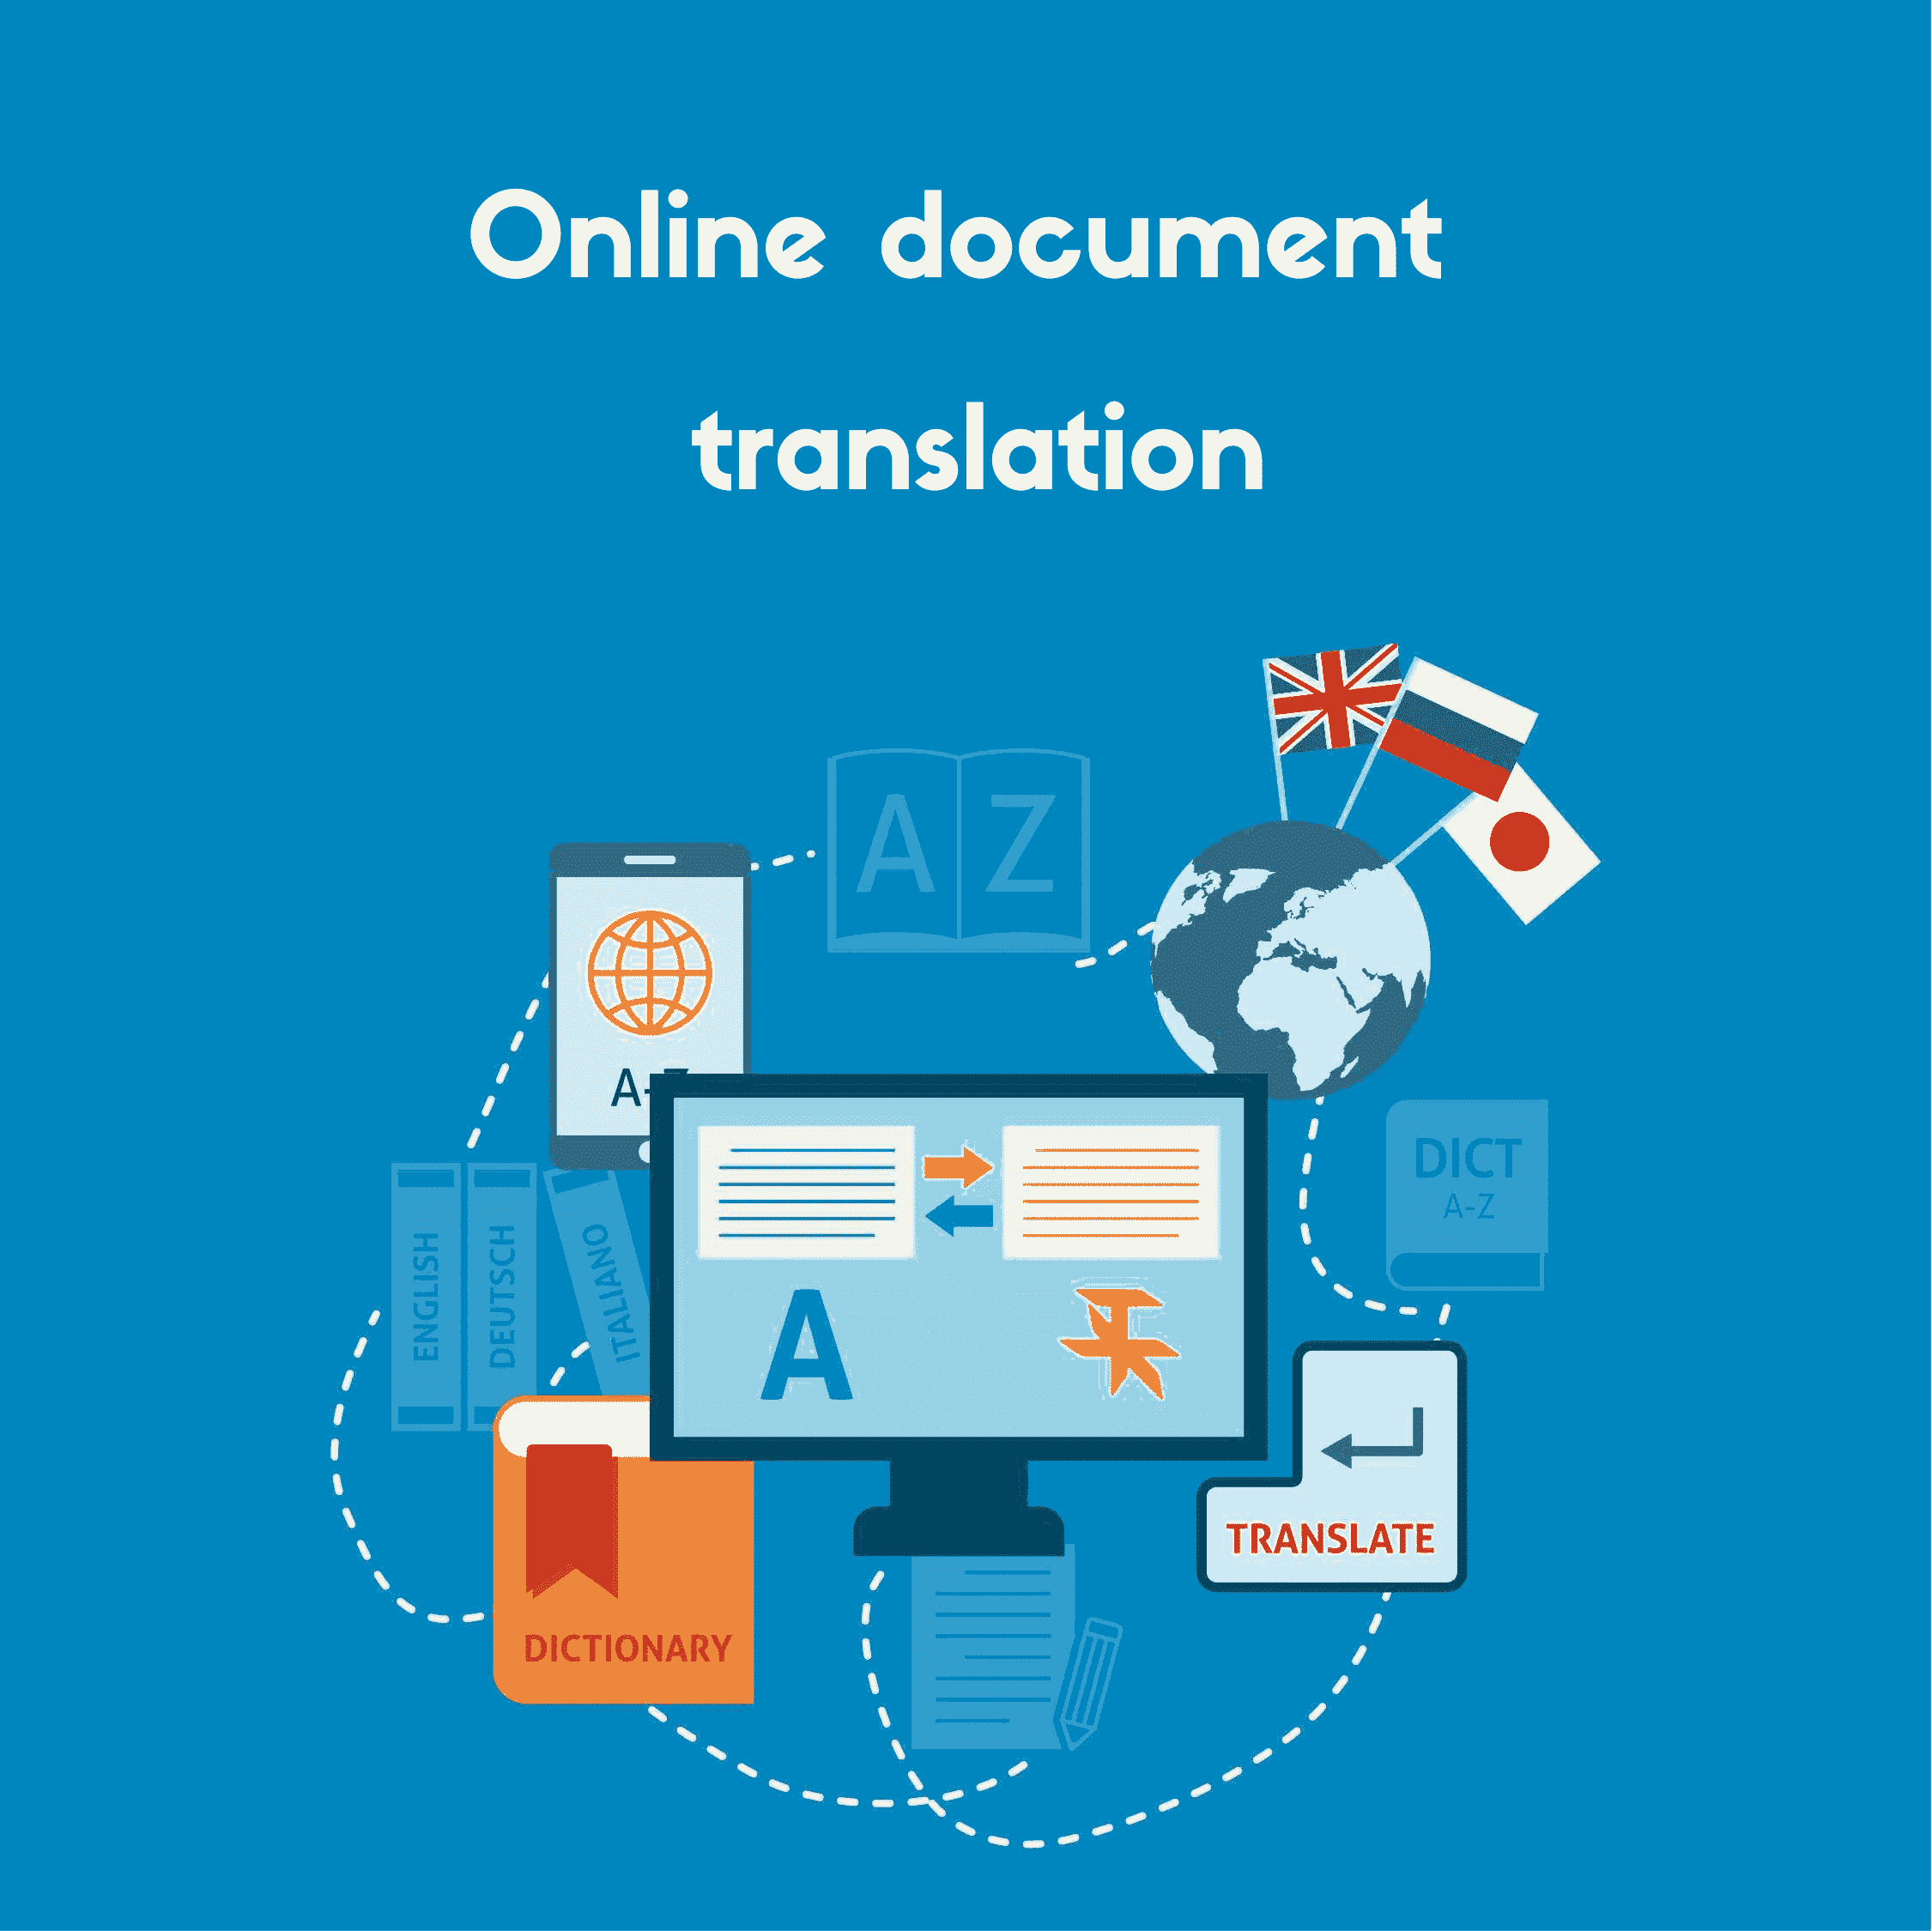 Online document
translation
A Z
A-Z
DICT
A-Z
ENGLISH
DEUTSCH
ITALIANO
A
TRANSLATE
DICTIONARY